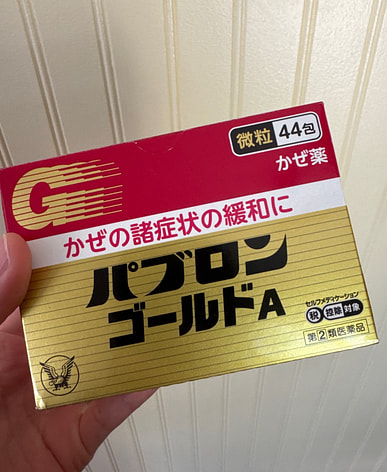 微粒 44包
かぜ薬
G
かぜの諸症状の緩和に
パブロン
ゴールドA
セルフメディケーション
税 控除 対象
第②類医薬品